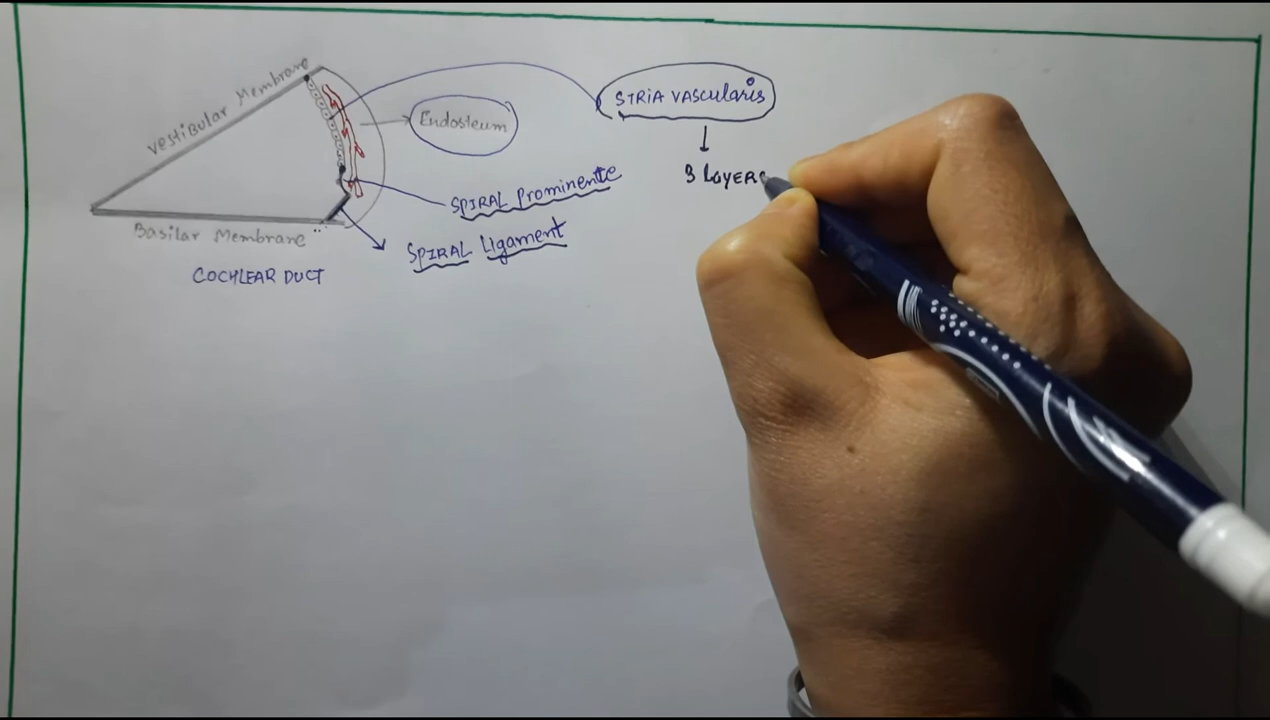 Vestibular Membrane
STRIA VASCULARIS
Endosteum
3 LAYERS
SPIRAL Prominente
Basilar Membrane
SPIRAL Ligament
COCHLEAR DUCT